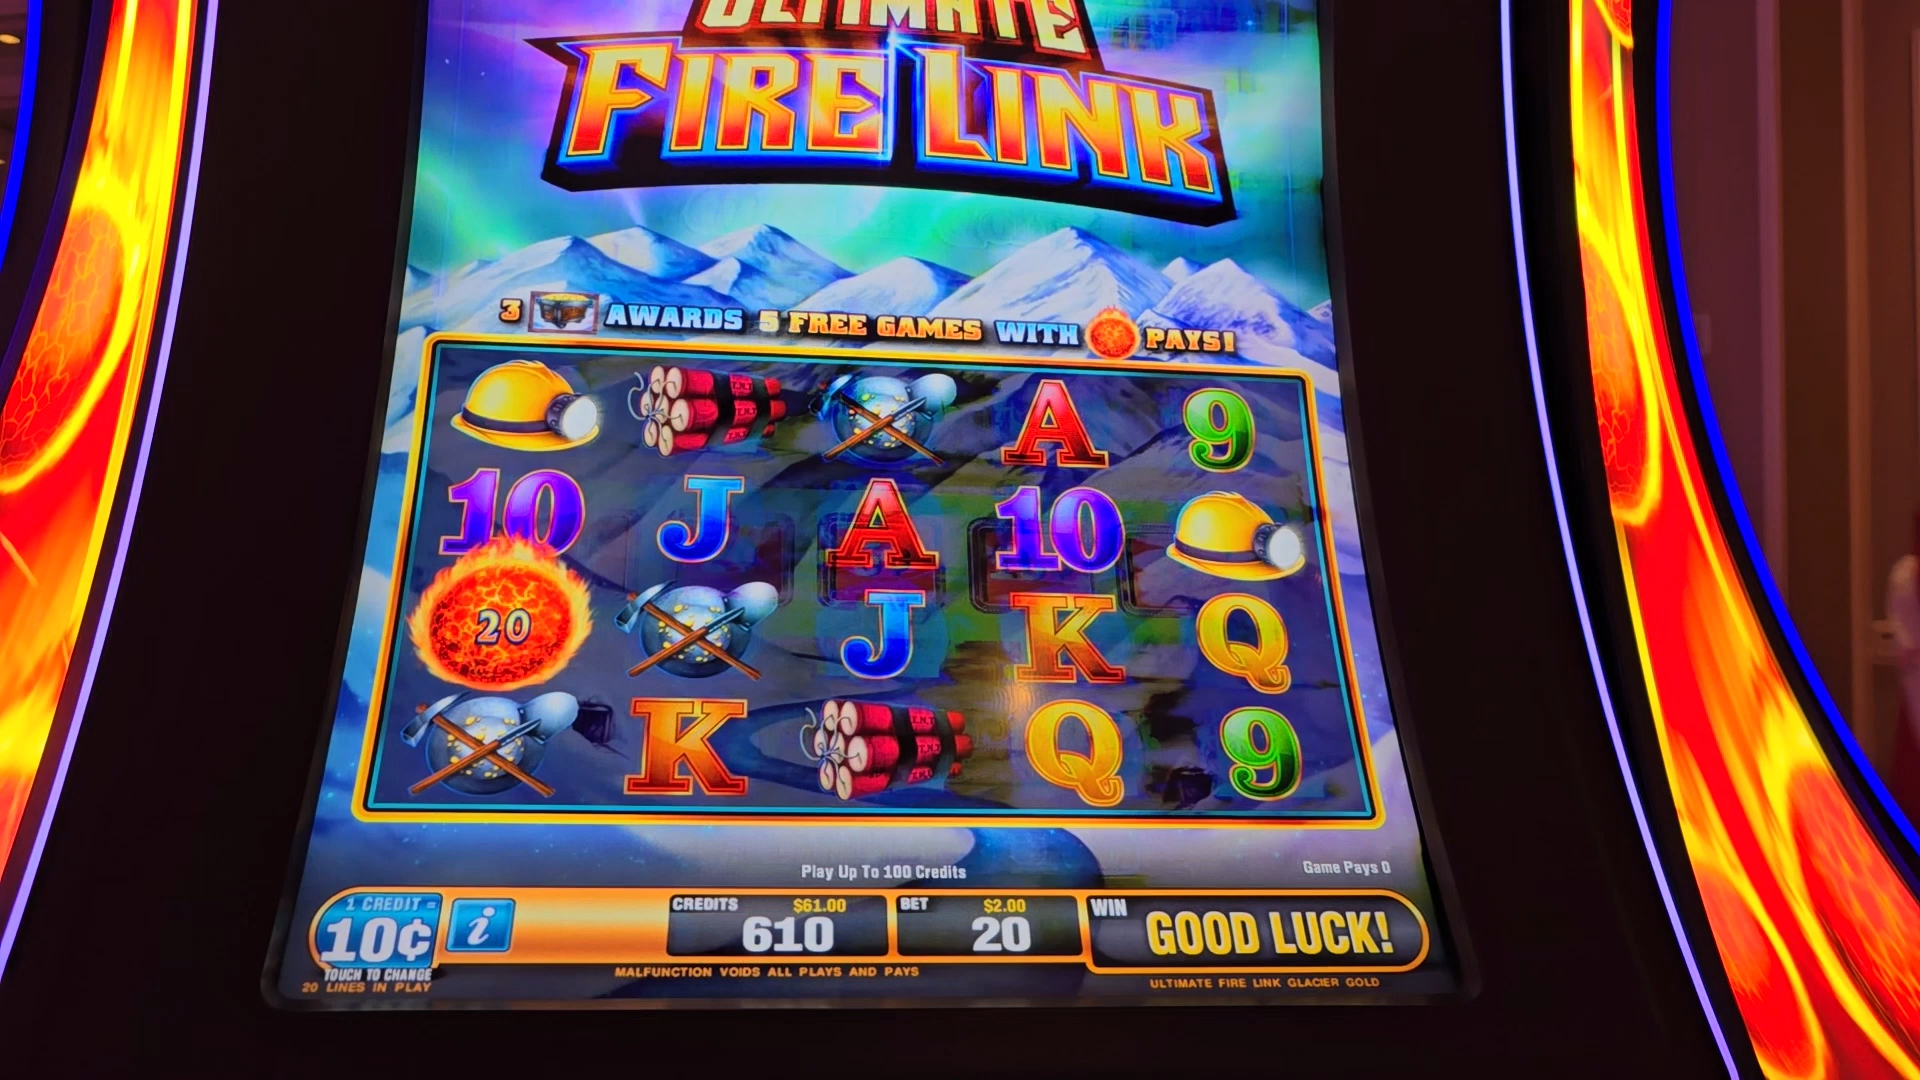 ULTIMATE
FIRE LINK
3 AWARDS 5 FREE GAMES WITH PAYS!
A 9
10 J A 10
20 J K Q
K Q 9
Play Up To 100 Credits
Game Pays 0
1 CREDIT =
10¢
TOUCH TO CHANGE
20 LINES IN PLAY
i
CREDITS $61.00
610
BET $2.00
20
WIN GOOD LUCK!
MALFUNCTION VOIDS ALL PLAYS AND PAYS
ULTIMATE FIRE LINK GLACIER GOLD